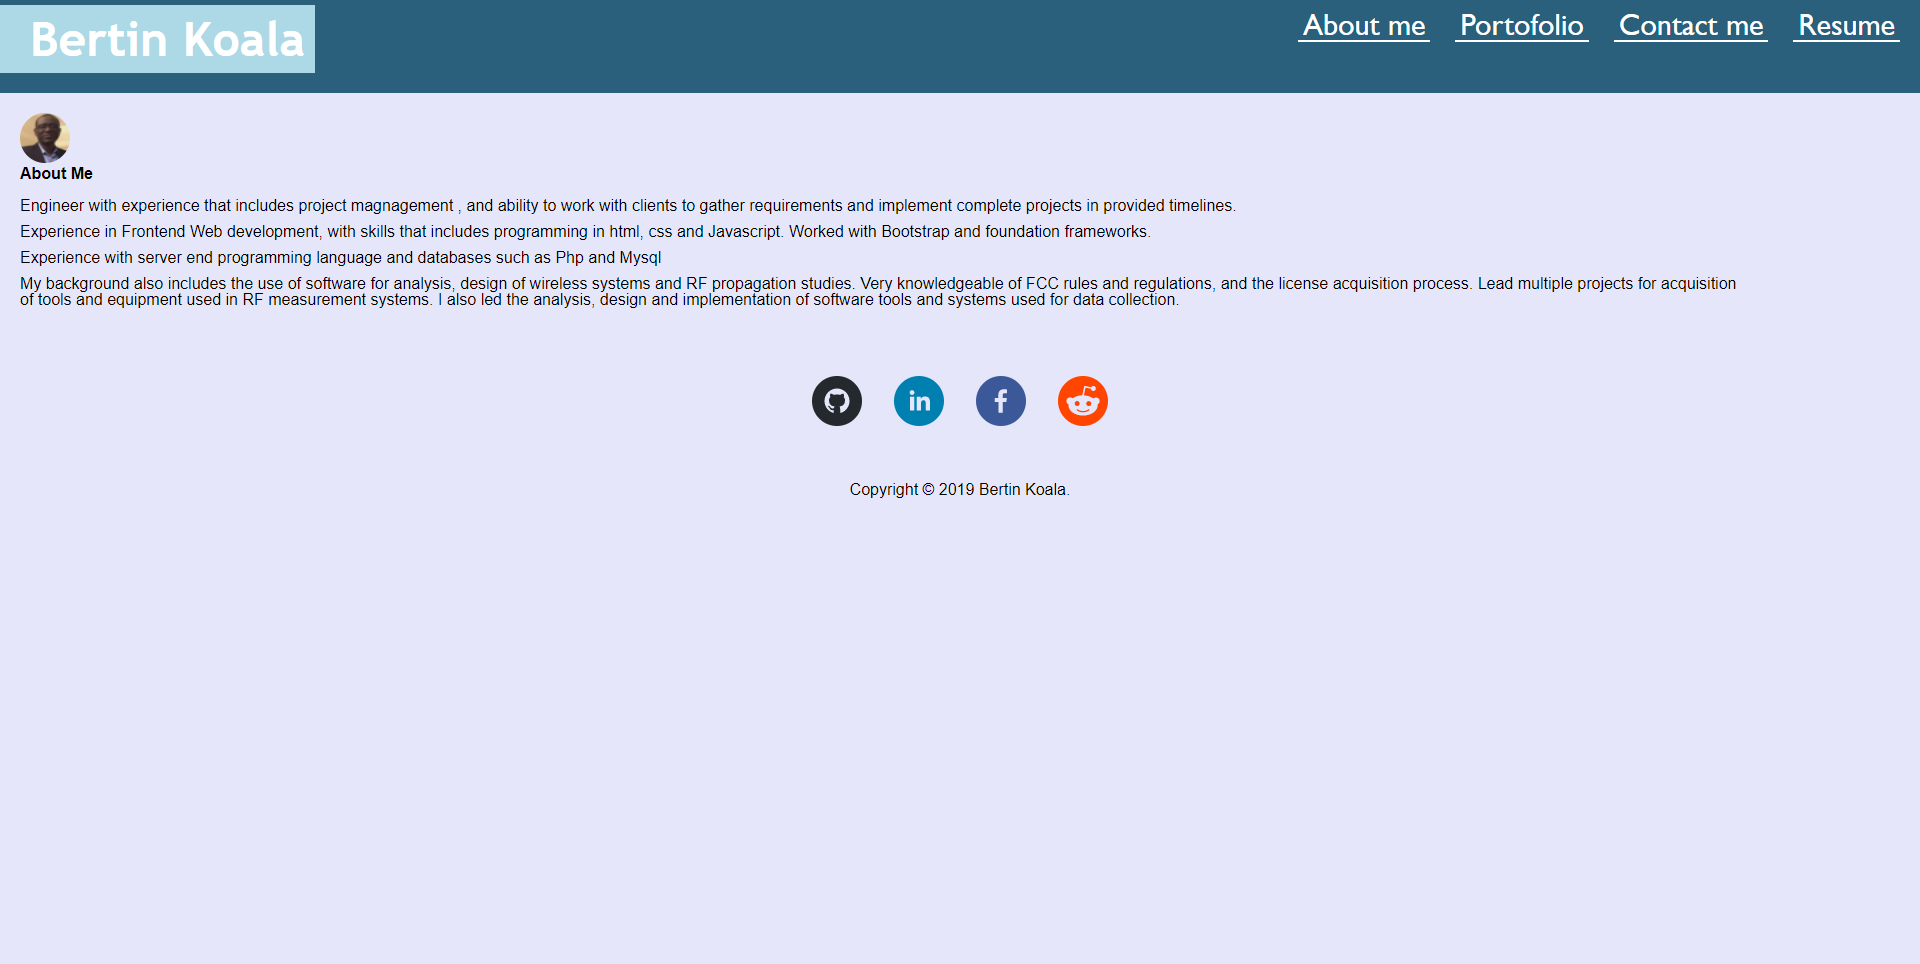 Bertin Koala
About me Portofolio Contact me Resume
About Me
Engineer with experience that includes project magnagement , and ability to work with clients to gather requirements and implement complete projects in provided timelines.
Experience in Frontend Web development, with skills that includes programming in html, css and Javascript. Worked with Bootstrap and foundation frameworks.
Experience with server end programming language and databases such as Php and Mysql
My background also includes the use of software for analysis, design of wireless systems and RF propagation studies. Very knowledgeable of FCC rules and regulations, and the license acquisition process. Lead multiple projects for acquisition
of tools and equipment used in RF measurement systems. I also led the analysis, design and implementation of software tools and systems used for data collection.
in f
Copyright © 2019 Bertin Koala.